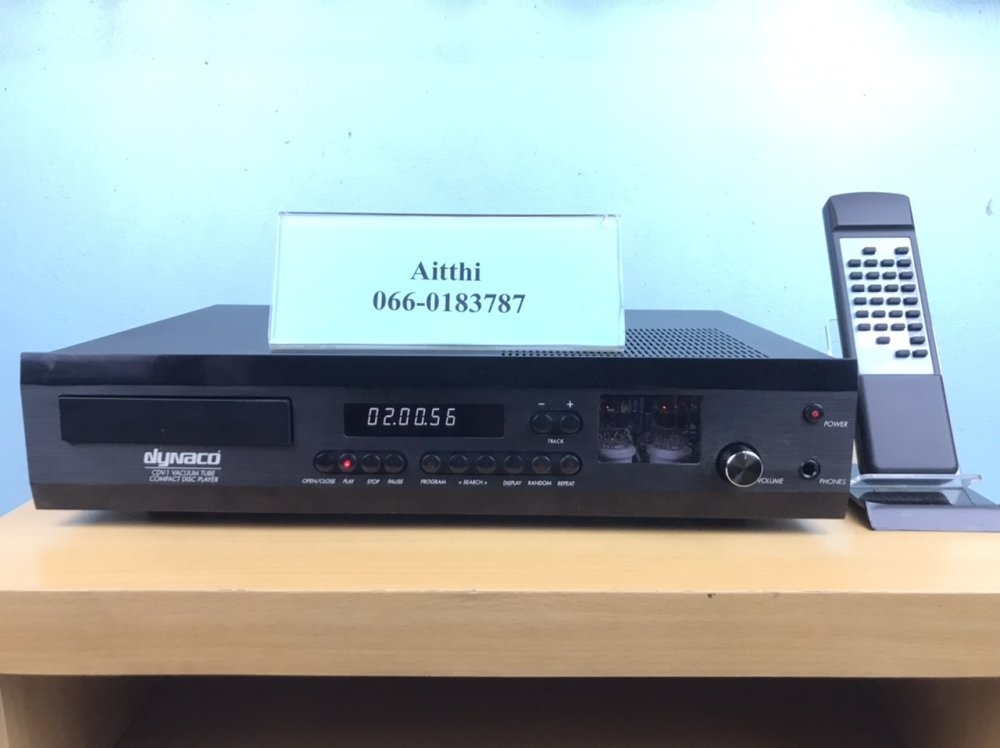 Aitthi
066-0183787
02.00.56
− +
TRACK
POWER
dynaco
CDV-1 VACUUM TUBE
COMPACT DISC PLAYER
OPEN/CLOSE PLAY STOP PAUSE PROGRAM < SEARCH > DISPLAY RANDOM REPEAT
VOLUME
PHONES